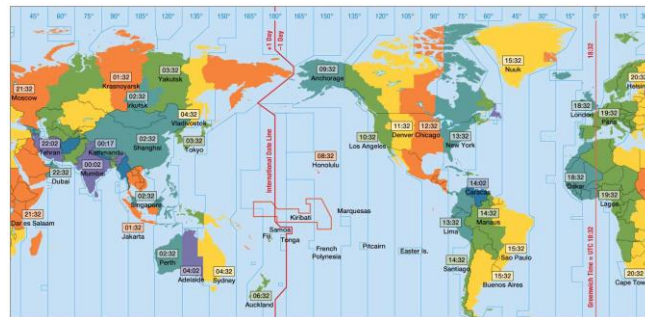 45° 60° 75° 90° 105° 120° 135° 150° 165° 180° 165° 150° 135° 120° 105° 90° 75° 60° 45° 30° 15° 0° 15° 30
+1 Day
-1 Day
18:32
International Date Line
Greenwich Time = UTC 18:32
21:32
Moscow
01:32
Krasnoyarsk
03:32
Yakutsk
02:32
Irkutsk
04:32
Vladivostok
22:02
Tehran
00:17
Kathmandu
02:32
Shanghai
03:32
Tokyo
00:02
Mumbai
22:32
Dubai
21:32
Dar es Salaam
02:32
Singapore
01:32
Jakarta
02:32
Perth
04:02
Adelaide
04:32
Sydney
06:32
Auckland
09:32
Anchorage
08:32
Honolulu
Kiribati
Marquesas
Samoa
Fiji
Tonga
French
Polynesia
Pitcairn
Easter Is.
10:32
Los Angeles
11:32
Denver
12:32
Chicago
13:32
New York
15:32
Nuuk
14:02
Caracas
14:32
Manaus
13:32
Lima
15:32
Sao Paulo
14:32
Santiago
15:32
Buenos Aires
18:32
London
19:32
Paris
20:32
Helsinki
18:32
Dakar
19:32
Lagos
20:32
Cape Town